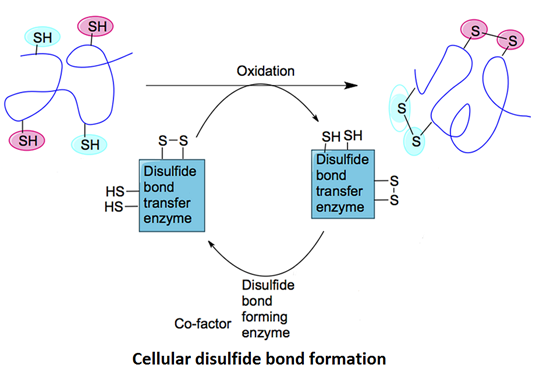 SH
SH
SH
SH
Oxidation
S
S
S
S
S-S
HS
HS
Disulfide
bond
transfer
enzyme
SH SH
Disulfide
bond
transfer
enzyme
S
S
Co-factor
Disulfide
bond
forming
enzyme
Cellular disulfide bond formation